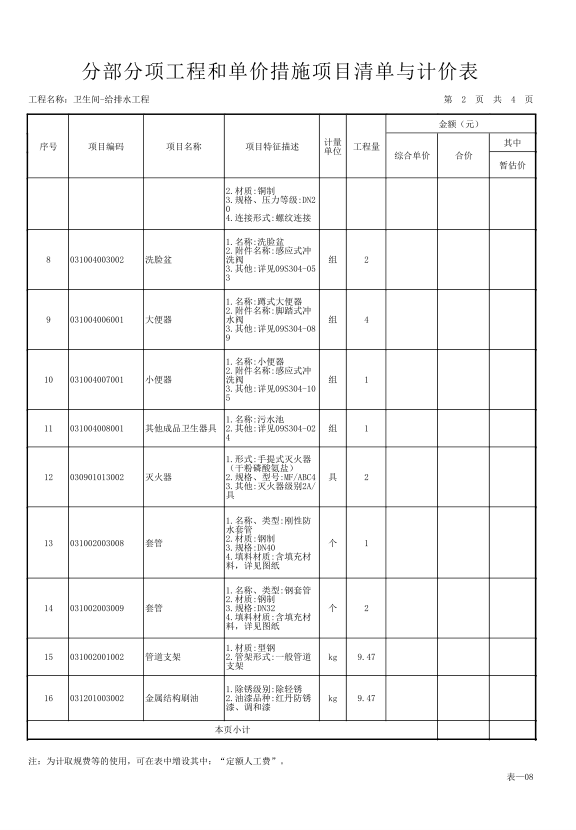 分部分项工程和单价措施项目清单与计价表
工程名称：卫生间-给排水工程
第 2 页 共 4 页
序号
项目编码
项目名称
项目特征描述
计量
单位
工程量
金额（元）
综合单价
合价
其中
暂估价
2.材质:铜制
3.规格、压力等级:DN2
0
4.连接形式:螺纹连接
8
031004003002
洗脸盆
1.名称:洗脸盆
2.附件名称:感应式冲
洗阀
3.其他:详见09S304-05
3
组
2
9
031004006001
大便器
1.名称:蹲式大便器
2.附件名称:脚踏式冲
水阀
3.其他:详见09S304-08
9
组
4
10
031004007001
小便器
1.名称:小便器
2.附件名称:感应式冲
洗阀
3.其他:详见09S304-10
5
组
1
11
031004008001
其他成品卫生器具
1.名称:污水池
2.其他:详见09S304-02
4
组
1
12
030901013002
灭火器
1.形式:手提式灭火器
（干粉磷酸氨盐）
2.规格、型号:MF/ABC4
3.其他:灭火器级别2A/
具
具
2
13
031002003008
套管
1.名称、类型:刚性防
水套管
2.材质:钢制
3.规格:DN40
4.填料材质:含填充材
料，详见图纸
个
1
14
031002003009
套管
1.名称、类型:钢套管
2.材质:钢制
3.规格:DN32
4.填料材质:含填充材
料，详见图纸
个
2
15
031002001002
管道支架
1.材质:型钢
2.管架形式:一般管道
支架
kg
9.47
16
031201003002
金属结构刷油
1.除锈级别:除轻锈
2.油漆品种:红丹防锈
漆、调和漆
kg
9.47
本页小计
注：为计取规费等的使用，可在表中增设其中：“定额人工费”。
表—08